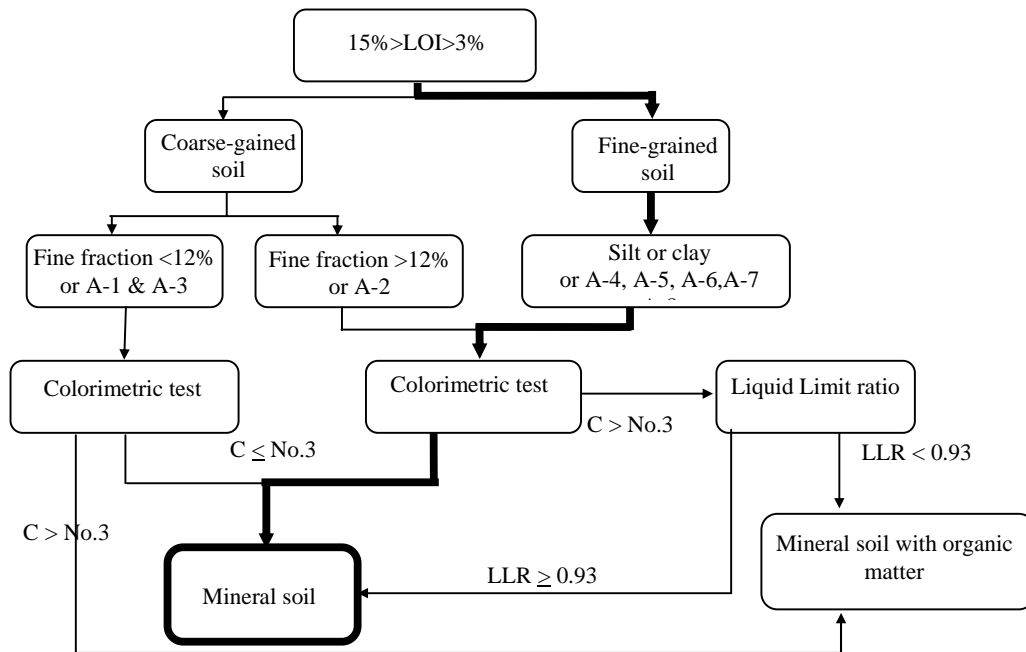 15%>LOI>3%
Coarse-gained
soil
Fine-grained
soil
Fine fraction <12%
or A-1 & A-3
Fine fraction >12%
or A-2
Silt or clay
or A-4, A-5, A-6,A-7
Colorimetric test
Colorimetric test
Liquid Limit ratio
C > No.3
C ≤ No.3
LLR < 0.93
C > No.3
Mineral soil with organic
matter
LLR ≥ 0.93
Mineral soil